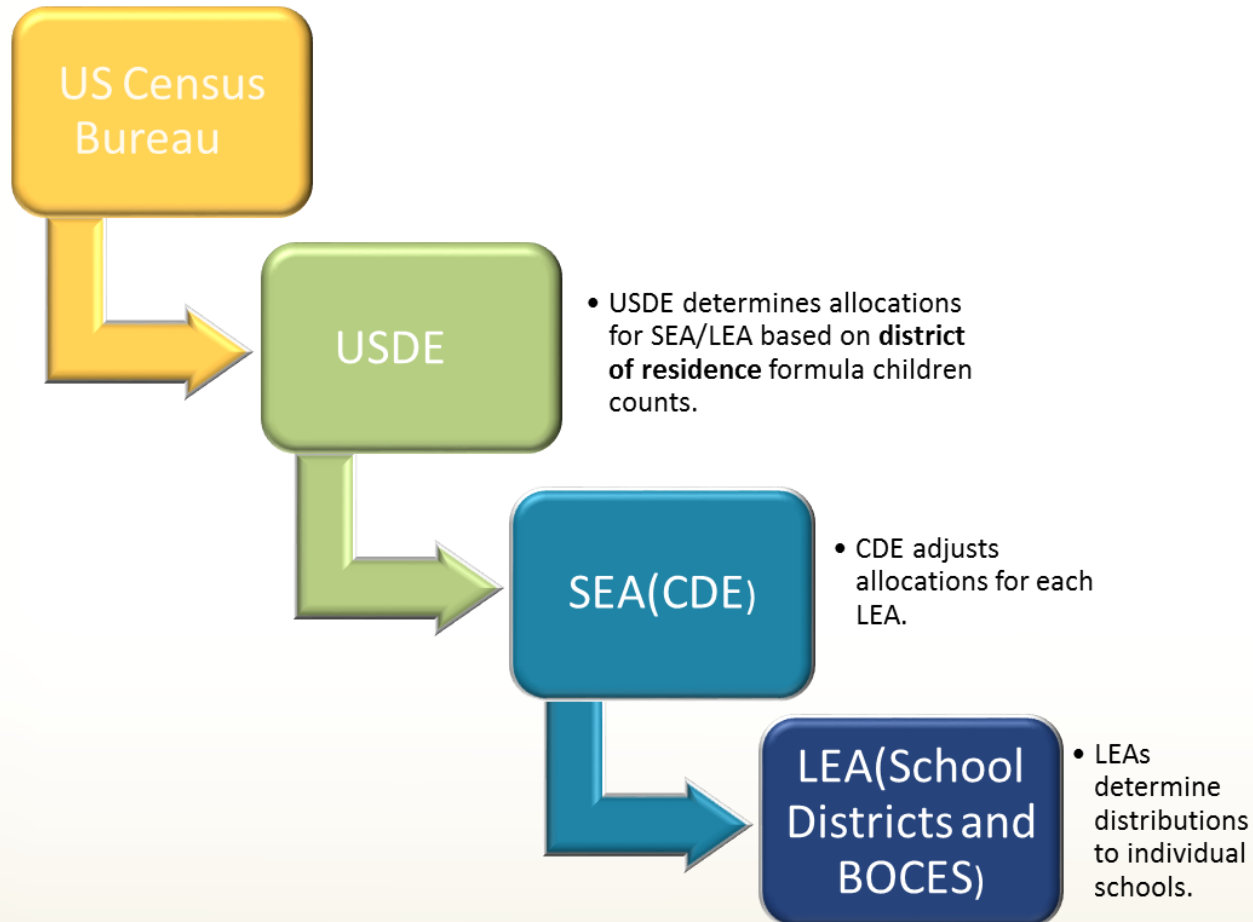 US Census
Bureau
USDE
• USDE determines allocations
for SEA/LEA based on district
of residence formula children
counts.
SEA(CDE)
• CDE adjusts
allocations for each
LEA.
LEA(School
Districts and
BOCES)
• LEAs
determine
distributions
to individual
schools.